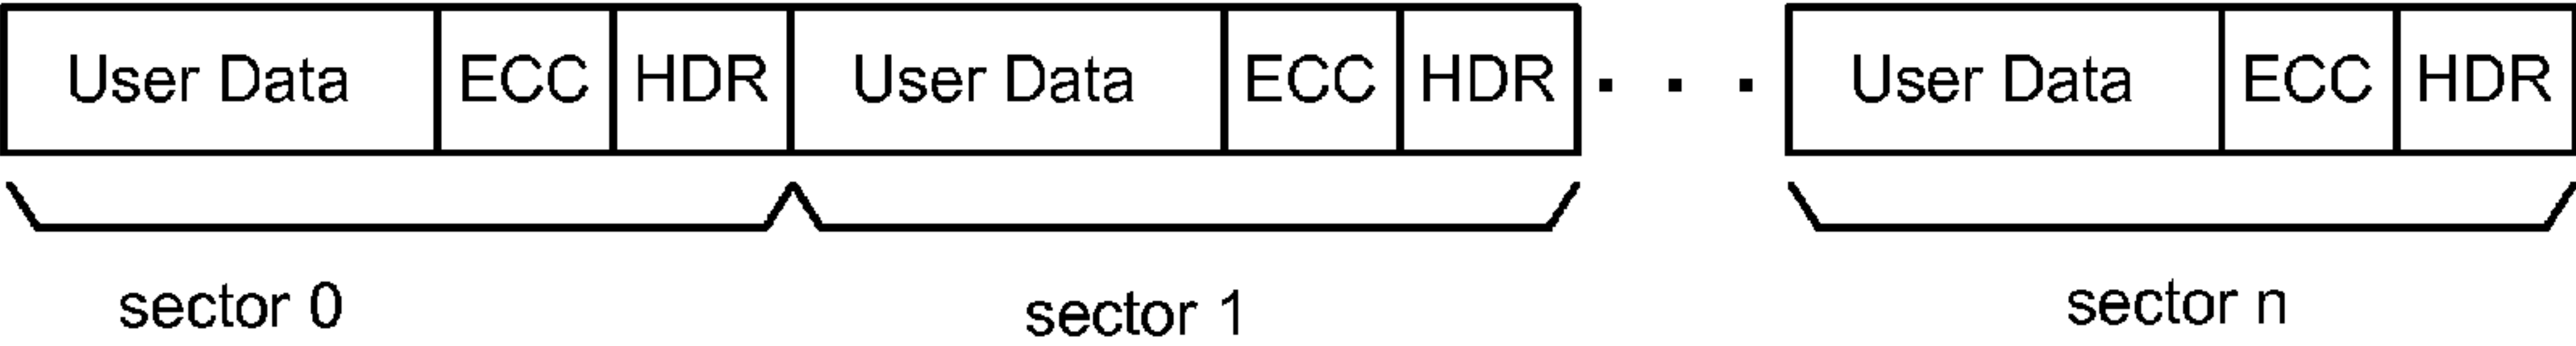 User Data ECC HDR User Data ECC HDR . . . User Data ECC HDR
sector 0 sector 1 sector n